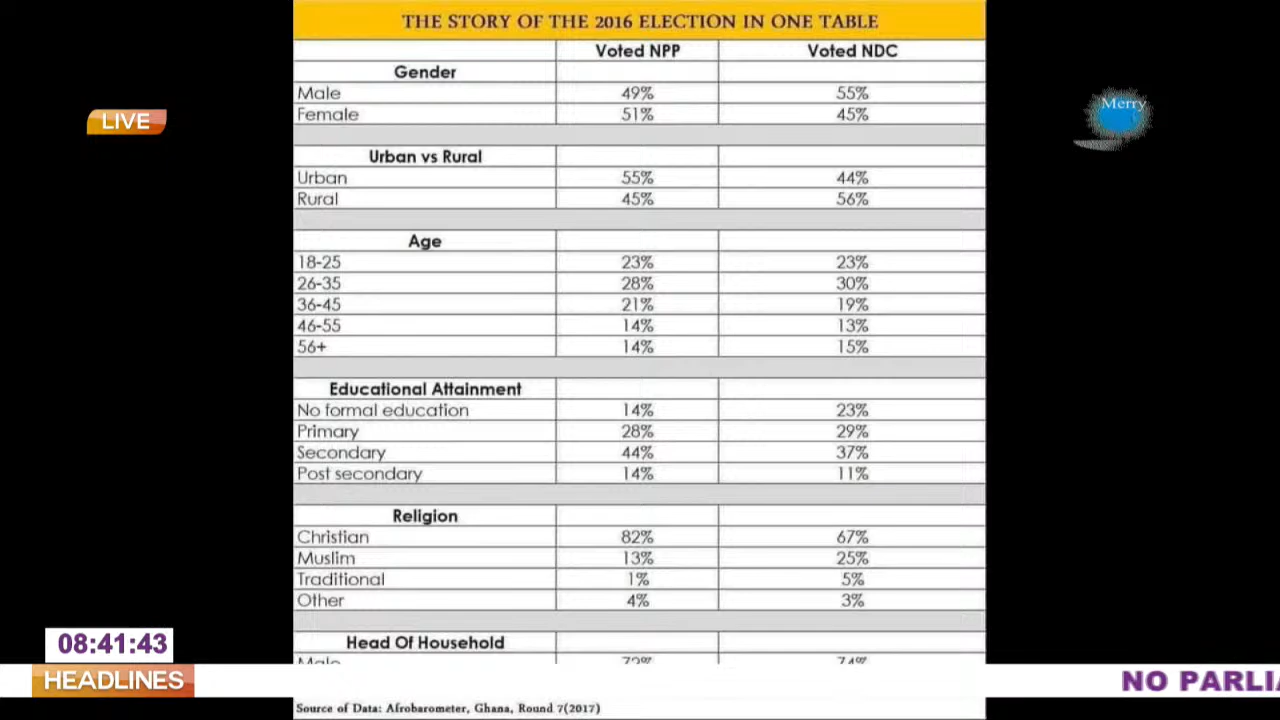 THE STORY OF THE 2016 ELECTION IN ONE TABLE
Voted NPP Voted NDC
Gender
Male 49% 55%
Female 51% 45%
Urban vs Rural
Urban 55% 44%
Rural 45% 56%
Age
18-25 23% 23%
26-35 28% 30%
36-45 21% 19%
46-55 14% 13%
56+ 14% 15%
Educational Attainment
No formal education 14% 23%
Primary 28% 29%
Secondary 44% 37%
Post secondary 14% 11%
Religion
Christian 82% 67%
Muslim 13% 25%
Traditional 1% 5%
Other 4% 3%
Head Of Household
Male 72% 74%
Source of Data: Afrobarometer, Ghana, Round 7(2017)
LIVE
Merry
08:41:43
HEADLINES
NO PARLIA